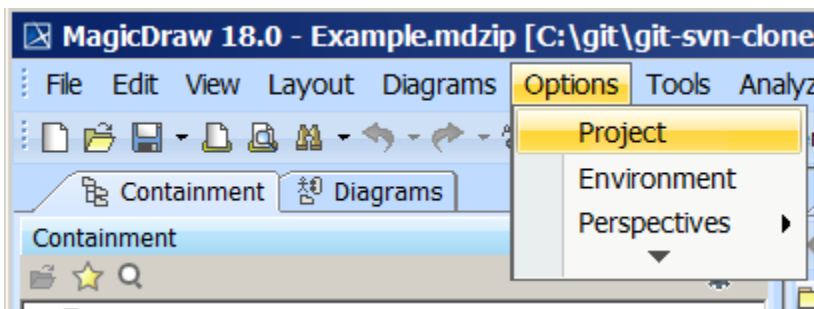 MagicDraw 18.0 - Example.mdzip [C:\git\git-svn-clone
File Edit View Layout Diagrams Options Tools Analyz
Project
Containment Diagrams
Environment
Perspectives
Containment